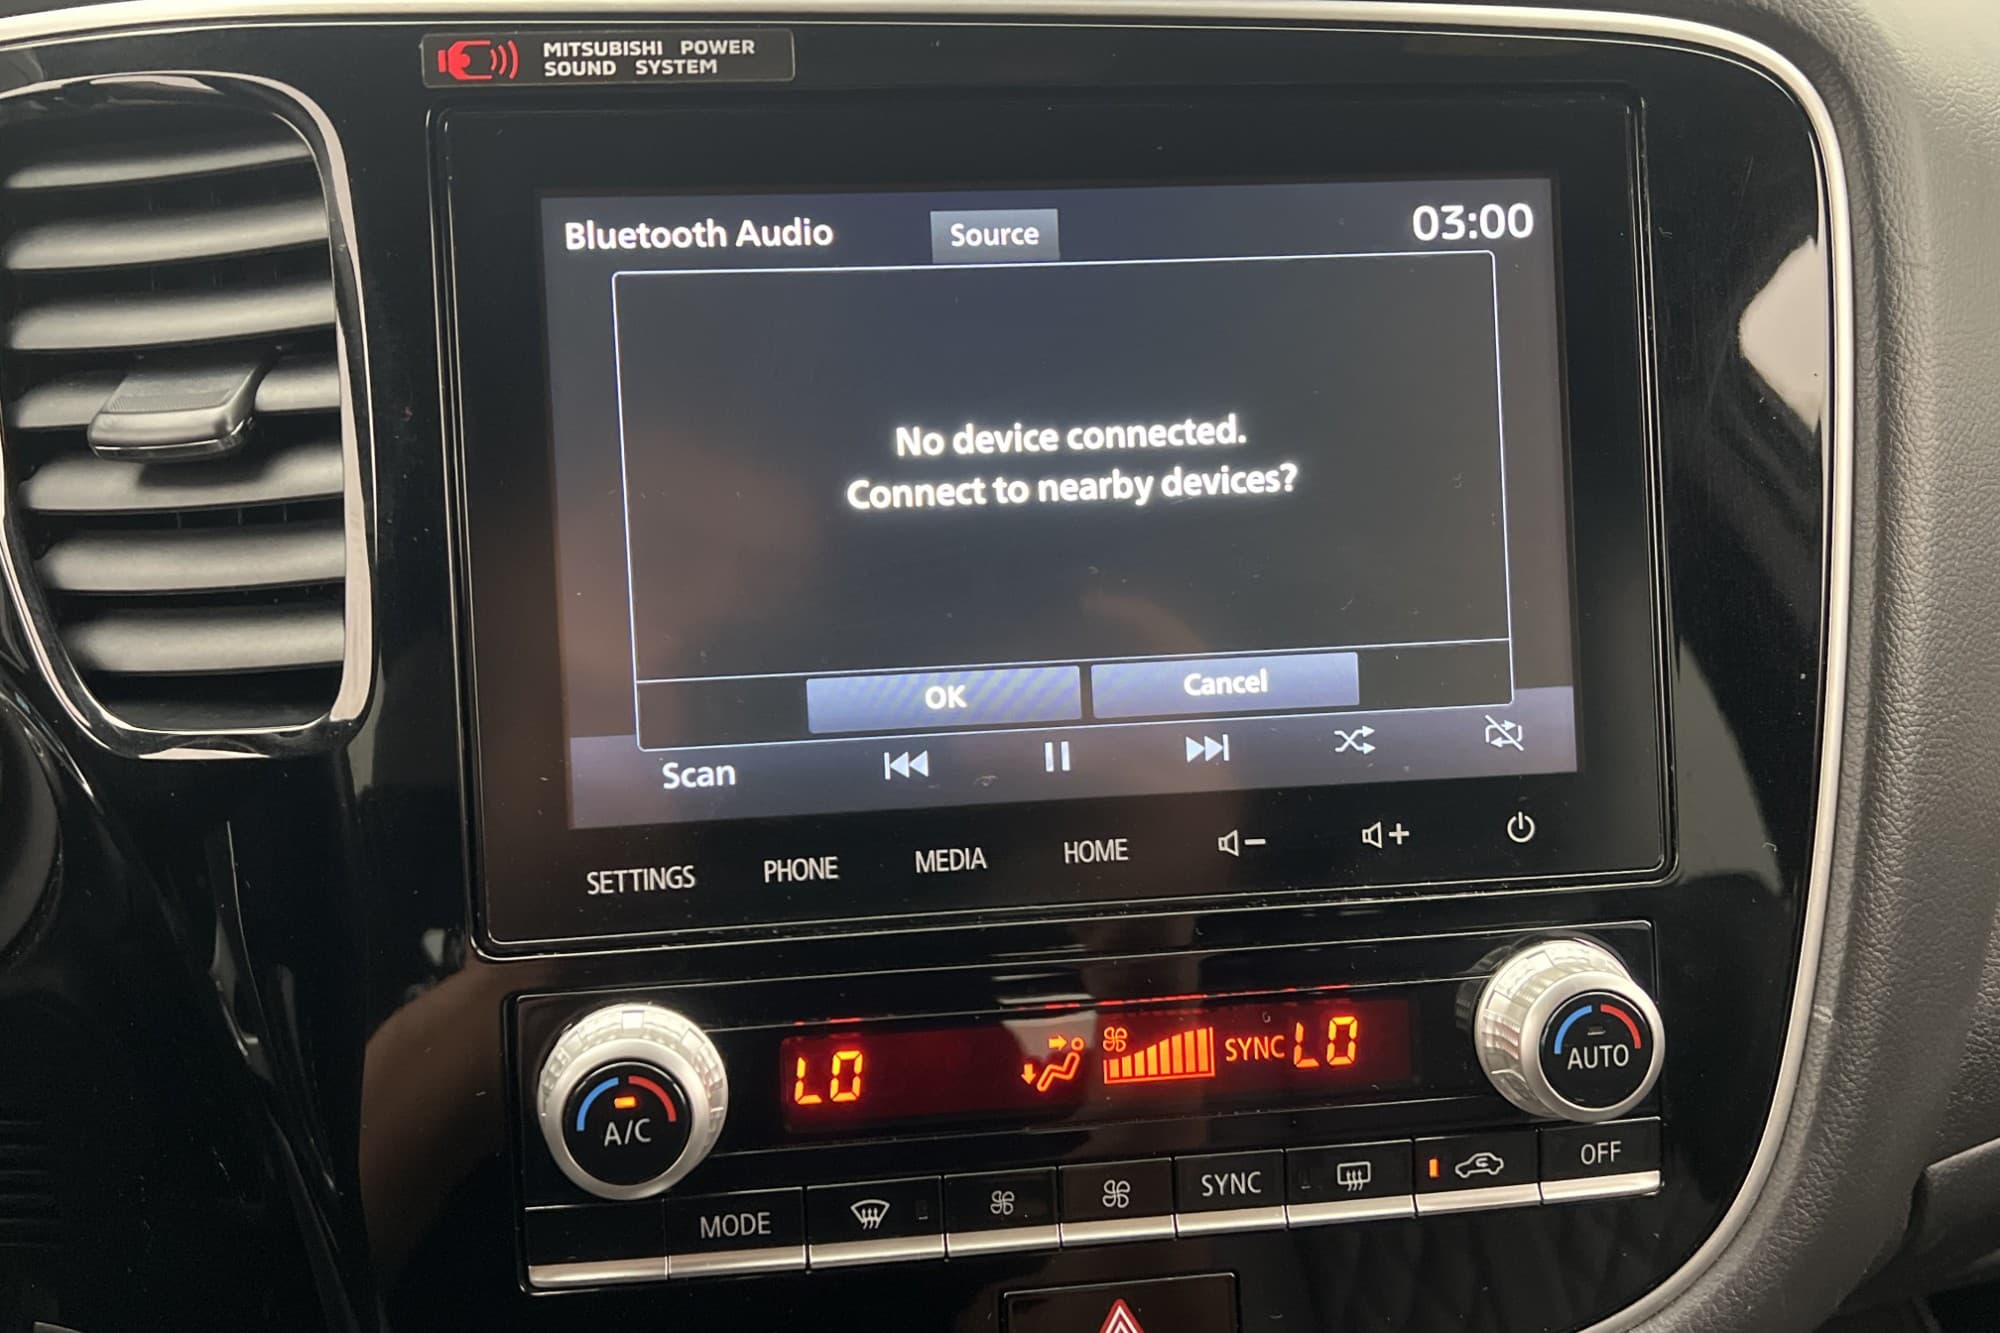 MITSUBISHI POWER
SOUND SYSTEM
Bluetooth Audio
Source
03:00
No device connected.
Connect to nearby devices?
OK
Cancel
Scan
SETTINGS
PHONE
MEDIA
HOME
LO
SYNC
LO
A/C
AUTO
MODE
SYNC
OFF